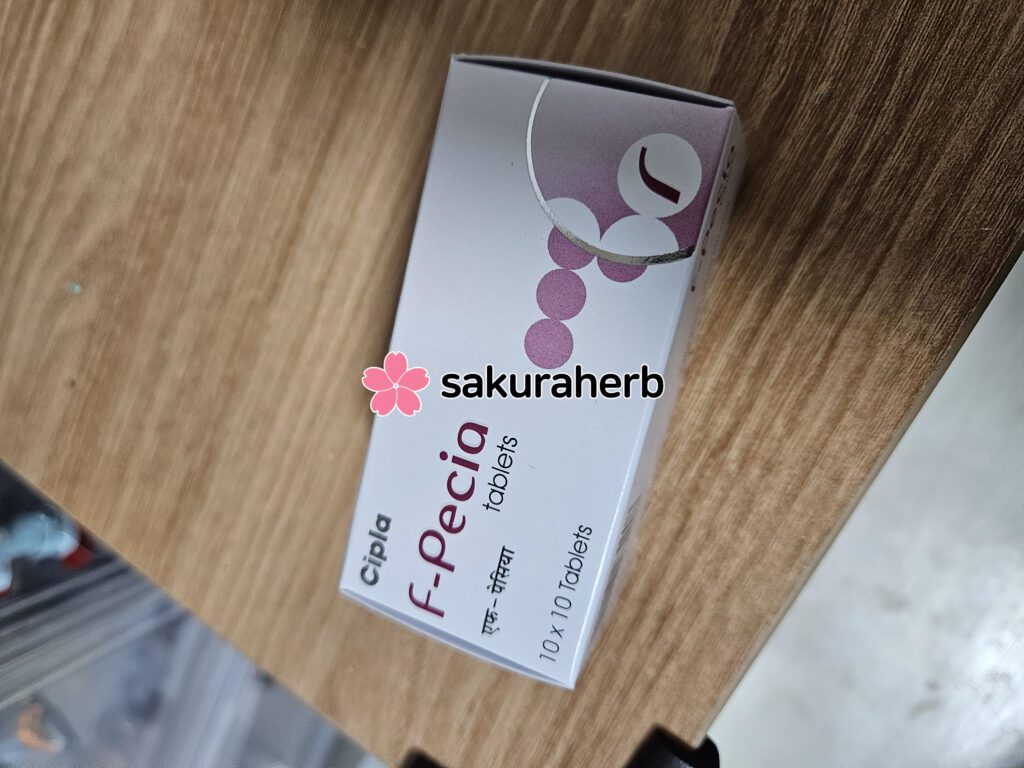 Cipla
f-Pecia
tablets
एफ-पेसिया
10 x 10 Tablets
sakuraherb